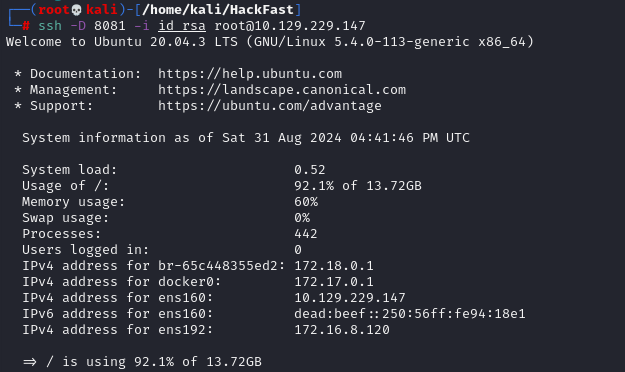 ┌──(root💀kali)-[/home/kali/HackFast]
└─# ssh -D 8081 -i id_rsa root@10.129.229.147
Welcome to Ubuntu 20.04.3 LTS (GNU/Linux 5.4.0-113-generic x86_64)
* Documentation:  https://help.ubuntu.com
* Management:     https://landscape.canonical.com
* Support:        https://ubuntu.com/advantage
System information as of Sat 31 Aug 2024 04:41:46 PM UTC
System load:                      0.52
Usage of /:                       92.1% of 13.72GB
Memory usage:                     60%
Swap usage:                       0%
Processes:                        442
Users logged in:                  0
IPv4 address for br-65c448355ed2: 172.18.0.1
IPv4 address for docker0:         172.17.0.1
IPv4 address for ens160:          10.129.229.147
IPv6 address for ens160:          dead:beef::250:56ff:fe94:18e1
IPv4 address for ens192:          172.16.8.120
=> / is using 92.1% of 13.72GB